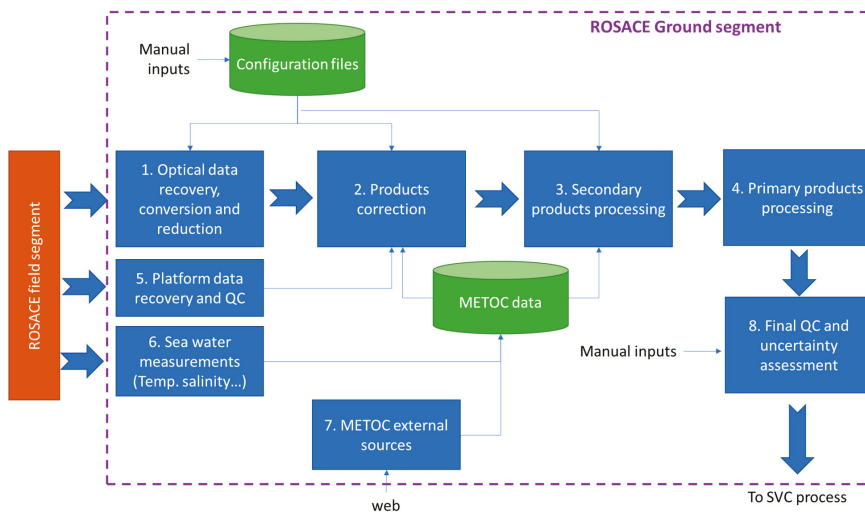 ROSACE Ground segment
Manual
inputs
Configuration files
ROSACE field segment
1. Optical data
recovery,
conversion and
reduction
2. Products
correction
3. Secondary
products processing
4. Primary products
processing
5. Platform data
recovery and QC
METOC data
6. Sea water
measurements
(Temp. salinity...)
Manual inputs
8. Final QC and
uncertainty
assessment
7. METOC external
sources
web
To SVC process